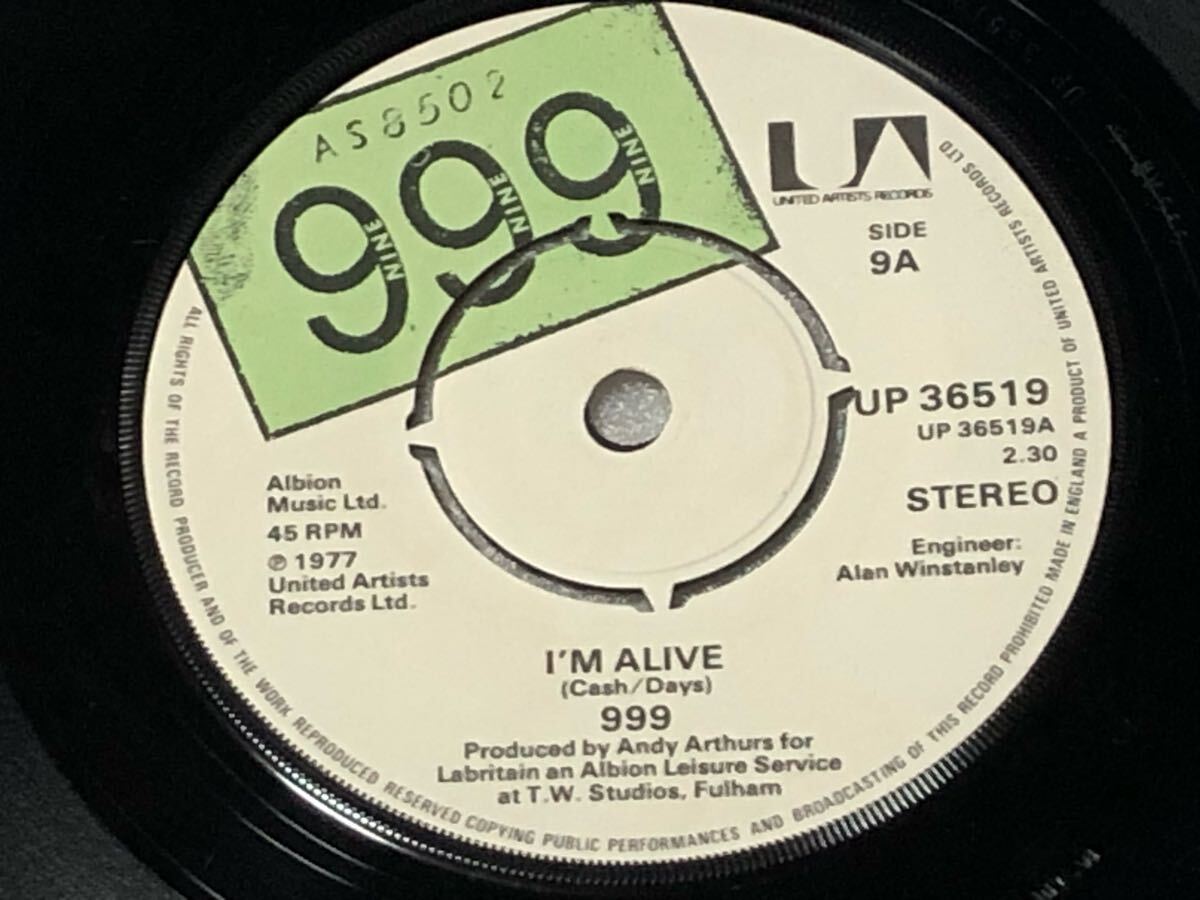 AS8502
999
NINE NINE NINE
UA
UNITED ARTISTS RECORDS
SIDE
9A
UP 36519
UP 36519A
2.30
STEREO
Engineer:
Alan Winstanley
Albion
Music Ltd.
45 RPM
℗ 1977
United Artists
Records Ltd.
I'M ALIVE
(Cash/Days)
999
Produced by Andy Arthurs for
Labritain an Albion Leisure Service
at T.W. Studios, Fulham
ALL RIGHTS OF THE RECORD PRODUCER AND OF THE WORK REPRODUCED RESERVED COPYING PUBLIC PERFORMANCES AND BROADCASTING OF THIS RECORD PROHIBITED MADE IN ENGLAND A PRODUCT OF UNITED ARTISTS RECORDS LTD